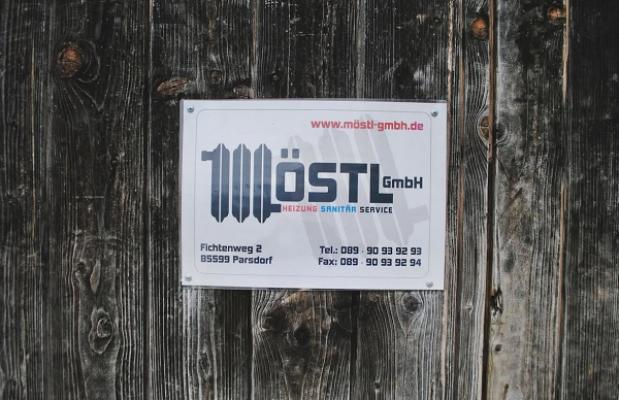 www.möstl-gmbh.de
MÖSTL GmbH
HEIZUNG SANITÄR SERVICE
Fichtenweg 2
85599 Parsdorf
Tel.: 089 - 90 93 92 93
Fax: 089 - 90 93 92 94